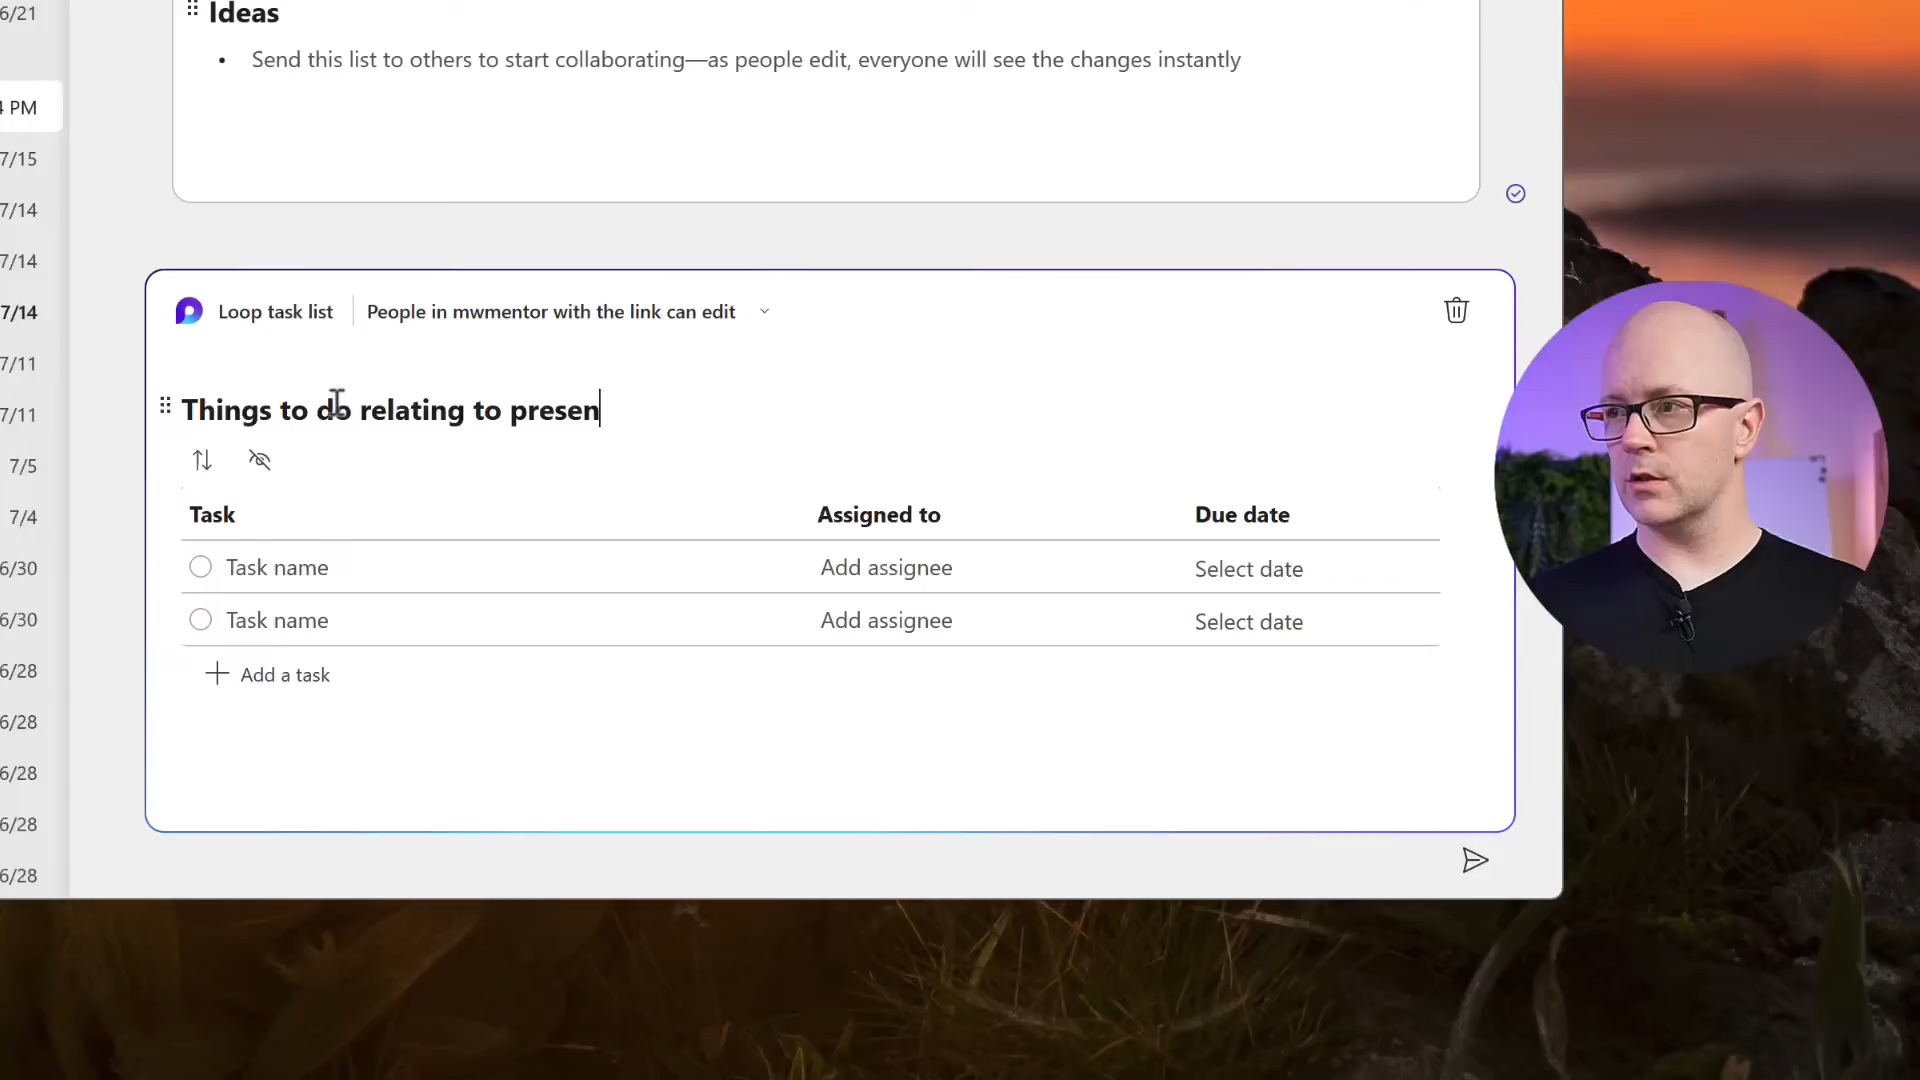 6/21
Ideas
• Send this list to others to start collaborating—as people edit, everyone will see the changes instantly
4 PM
7/15
7/14
7/14
7/14
7/11
7/11
7/5
7/4
6/30
6/30
6/28
6/28
6/28
6/28
6/28
Loop task list
People in mwmentor with the link can edit
Things to do relating to presen
Task Assigned to Due date
Task name Add assignee Select date
Task name Add assignee Select date
Add a task